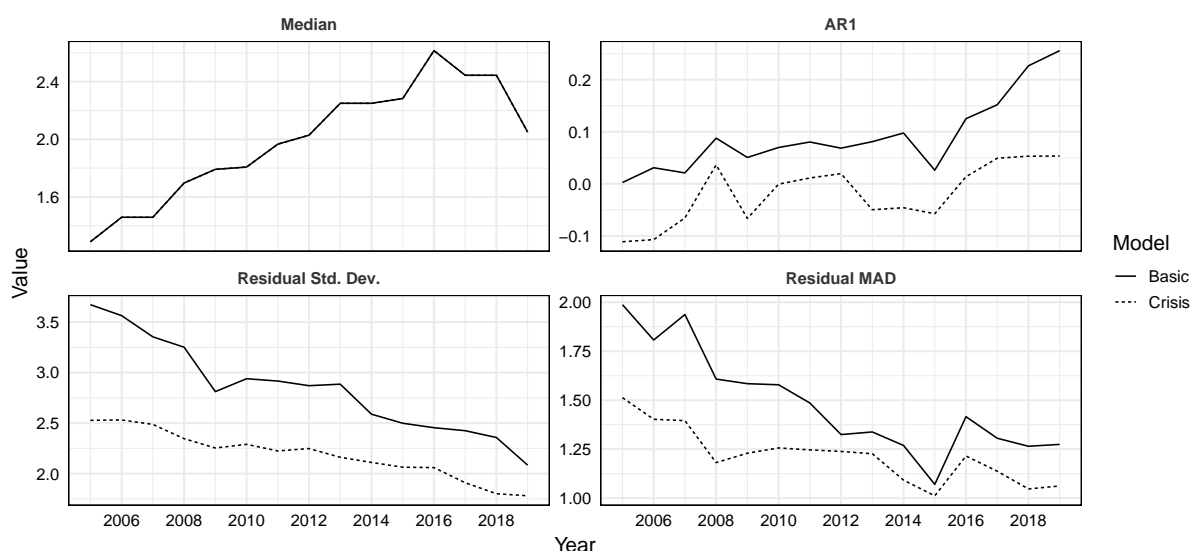 Median
AR1
2.4
2.0
1.6
0.2
0.1
0.0
−0.1
Residual Std. Dev.
Residual MAD
3.5
3.0
2.5
2.0
2.00
1.75
1.50
1.25
1.00
2006 2008 2010 2012 2014 2016 2018
2006 2008 2010 2012 2014 2016 2018
Year
Value
Model
Basic
Crisis